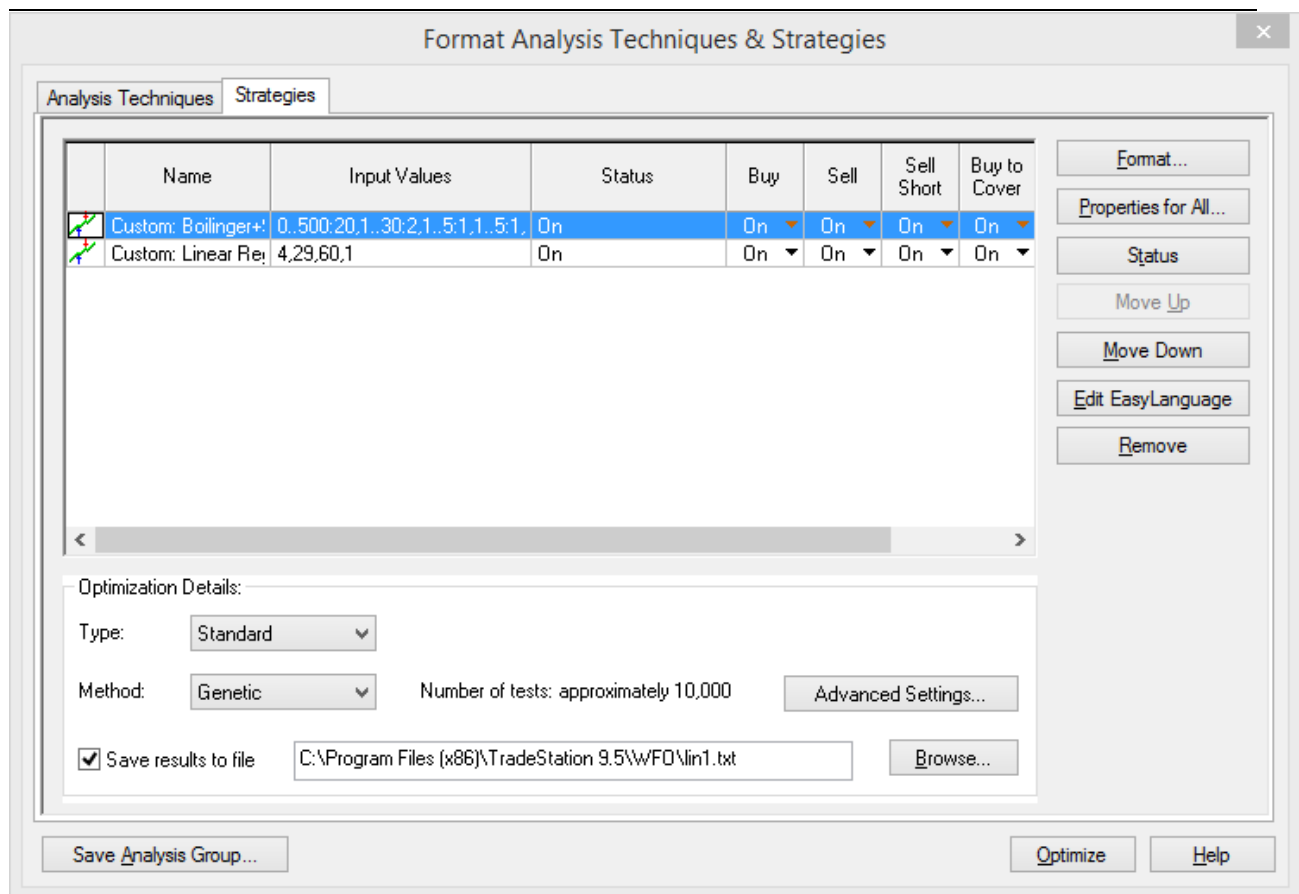 Format Analysis Techniques & Strategies
Analysis Techniques Strategies
Name Input Values Status Buy Sell Sell Short Buy to Cover
Custom: Boilinger+ 0..500:20,1..30:2,1..5:1,1..5:1, On On On On On
Custom: Linear Re 4,29,60,1 On On On On On
Format...
Properties for All...
Status
Move Up
Move Down
Edit EasyLanguage
Remove
Optimization Details:
Type: Standard
Method: Genetic Number of tests: approximately 10,000 Advanced Settings...
Save results to file C:\Program Files (x86)\TradeStation 9.5\WFO\lin1.txt Browse...
Save Analysis Group... Optimize Help